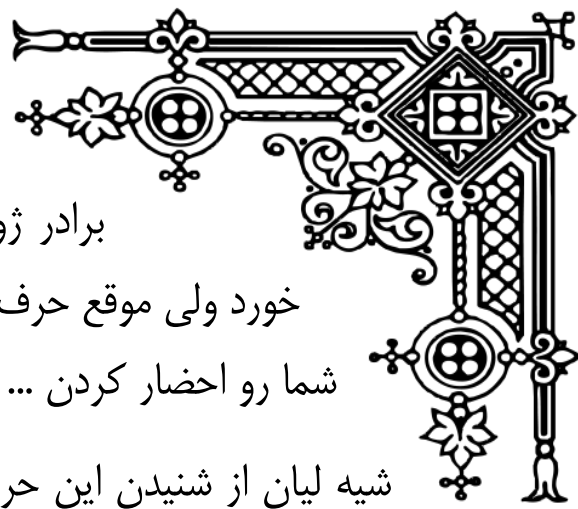 برادر ژو
خورد ولی موقع حرف
شما رو احضار کردن ...
شیه لیان از شنیدن این حر